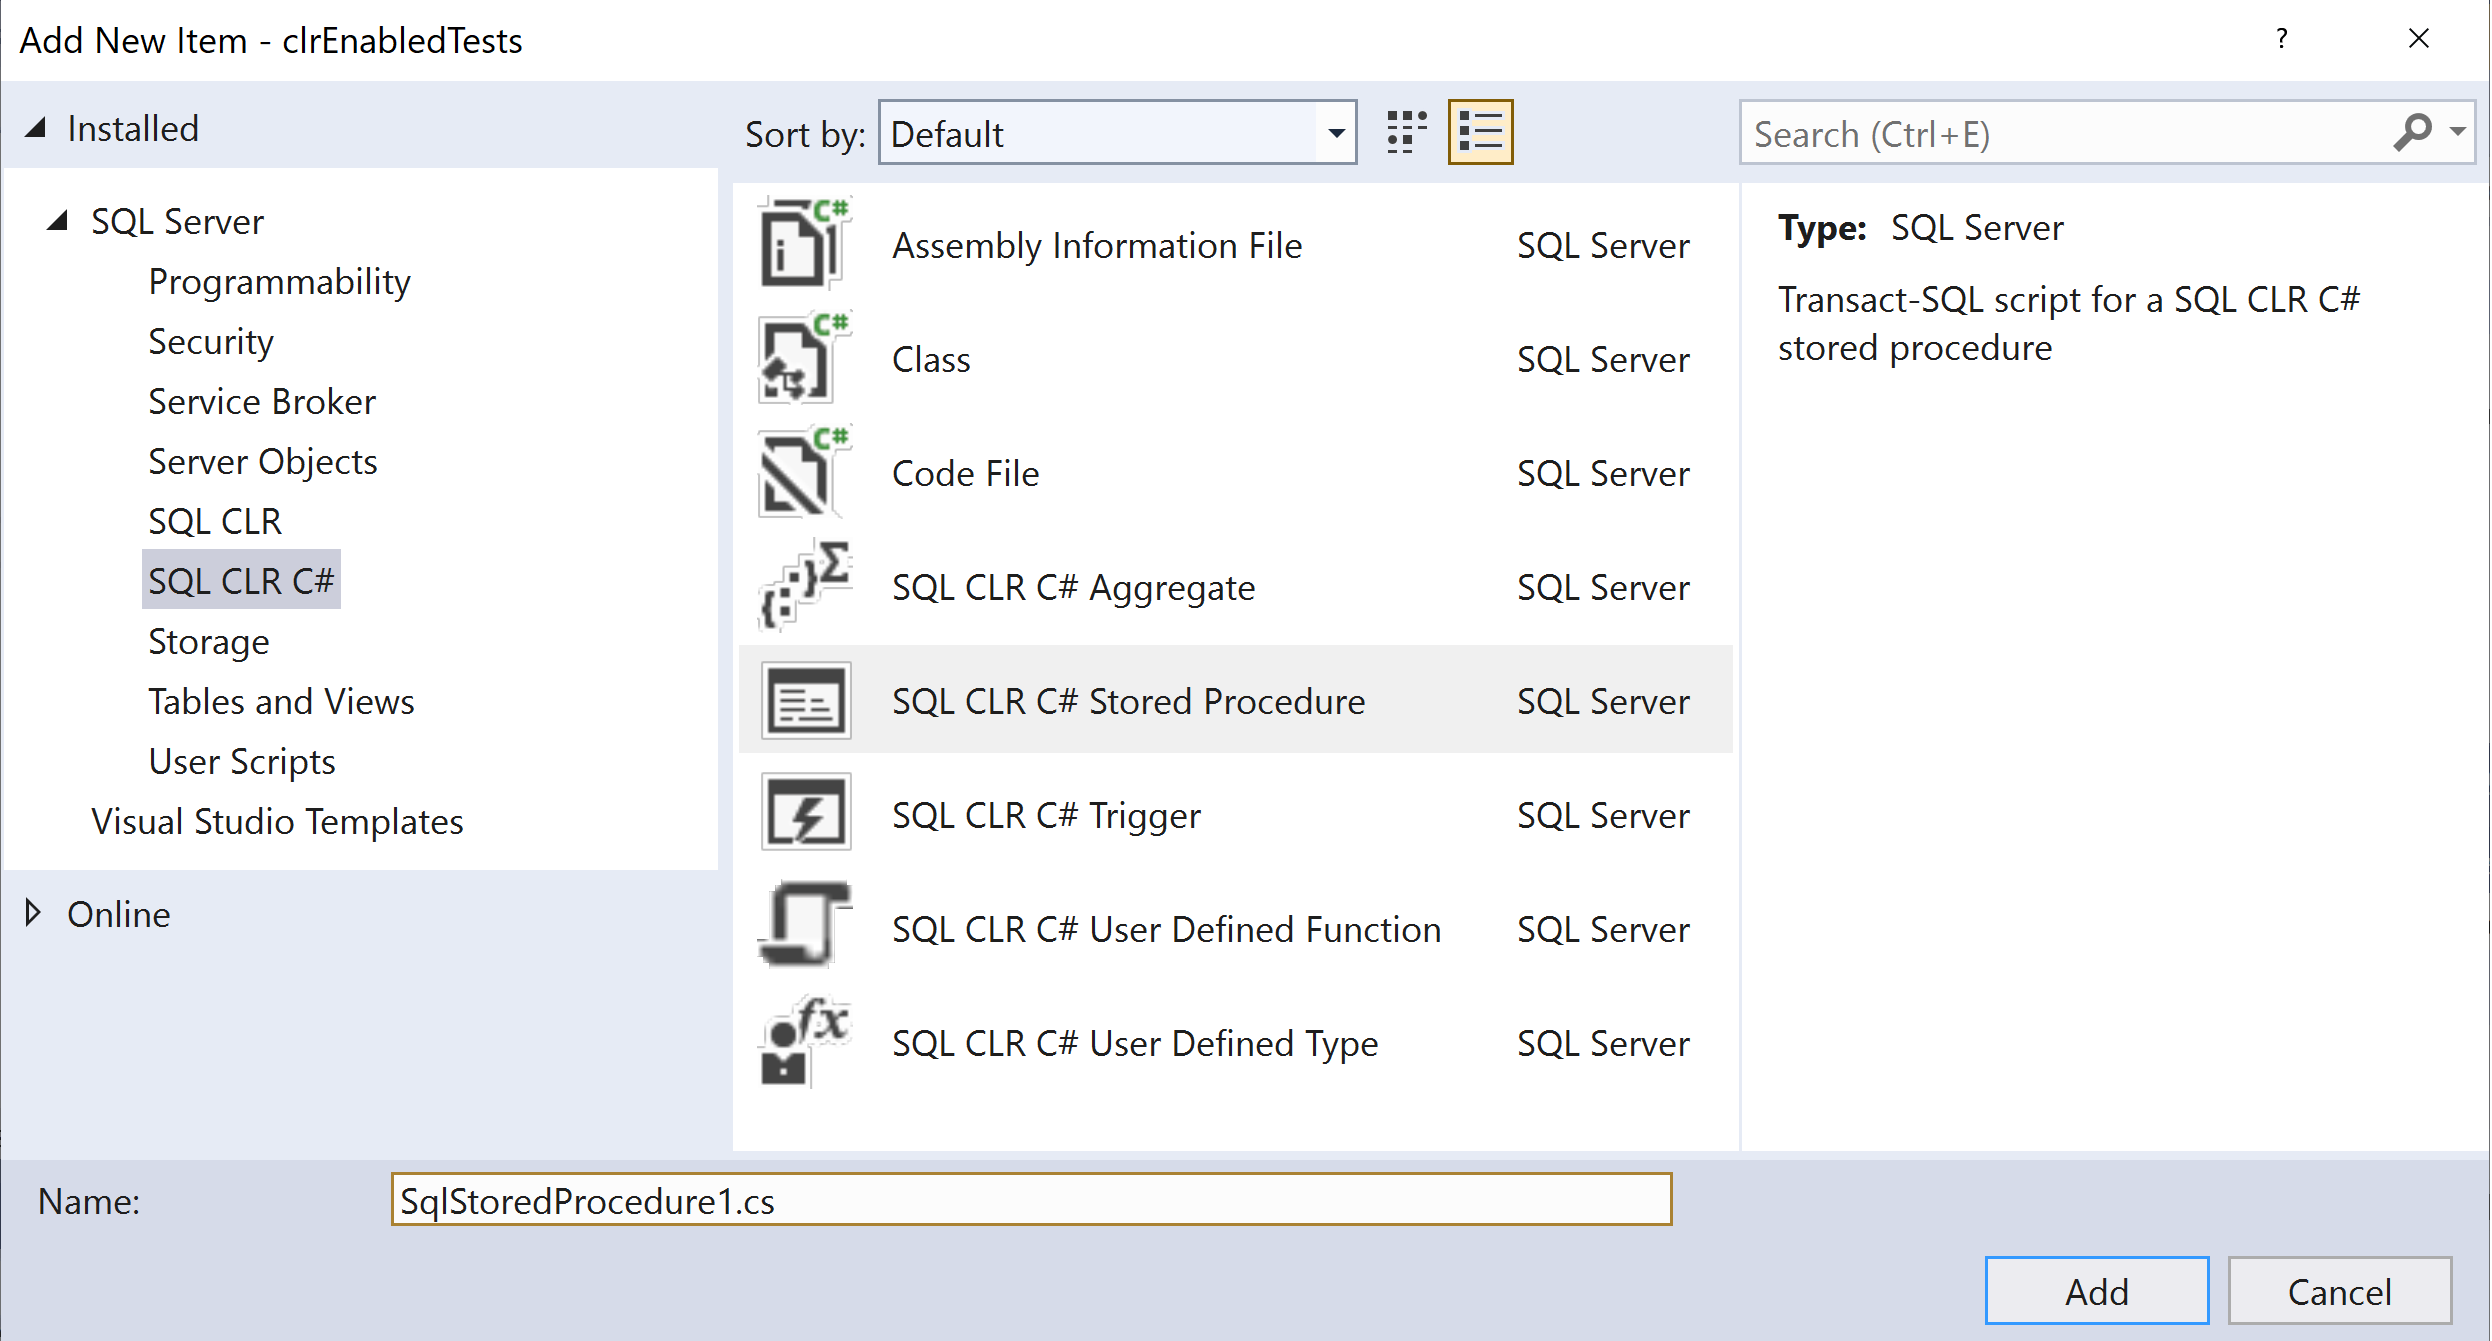 Add New Item - clrEnabledTests
?
Installed
Sort by: Default
Search (Ctrl+E)
SQL Server
Programmability
Security
Service Broker
Server Objects
SQL CLR
SQL CLR C#
Storage
Tables and Views
User Scripts
Visual Studio Templates
Online
C#
i
Assembly Information File SQL Server
C#
Class SQL Server
C#
Code File SQL Server
{:} Σ
SQL CLR C# Aggregate SQL Server
SQL CLR C# Stored Procedure SQL Server
SQL CLR C# Trigger SQL Server
SQL CLR C# User Defined Function SQL Server
fx
SQL CLR C# User Defined Type SQL Server
Type: SQL Server
Transact-SQL script for a SQL CLR C#
stored procedure
Name: SqlStoredProcedure1.cs
Add Cancel